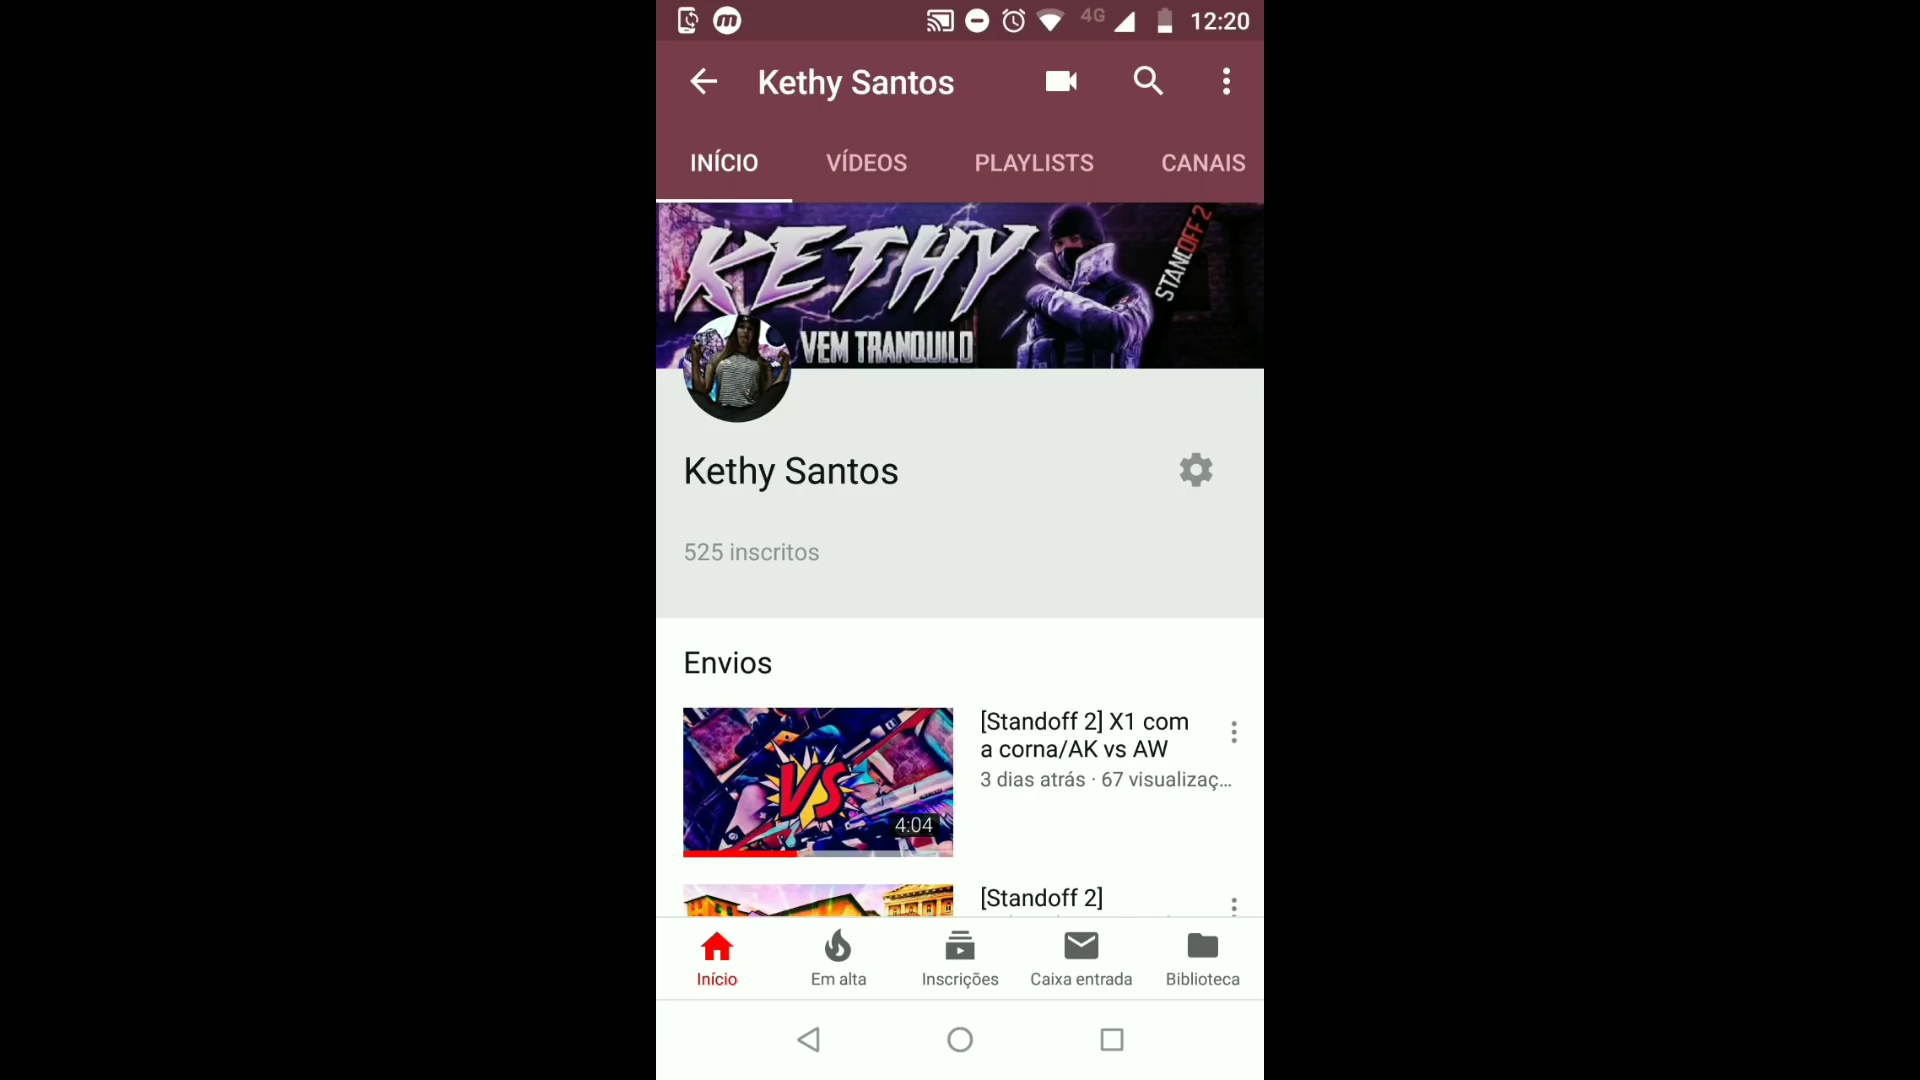 4G 12:20
Kethy Santos
INÍCIO VÍDEOS PLAYLISTS CANAIS
KETHY
STANDOFF 2
VEM TRANQUILO
Kethy Santos
525 inscritos
Envios
[Standoff 2] X1 com
a corna/AK vs AW
3 dias atrás · 67 visualizaç...
VS
4:04
[Standoff 2]
Início Em alta Inscrições Caixa entrada Biblioteca